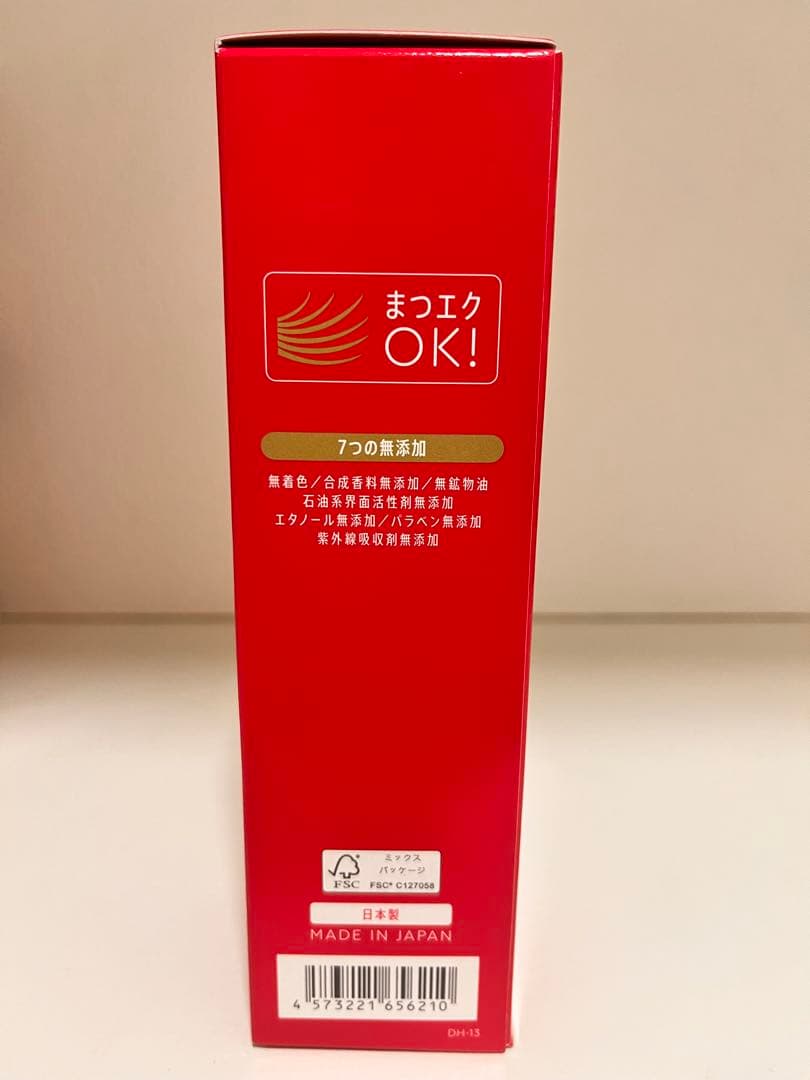 まつエク
OK!
7つの無添加
無着色／合成香料無添加／無鉱物油
石油系界面活性剤無添加
エタノール無添加／パラベン無添加
紫外線吸収剤無添加
ミックス
パッケージ
FSC
FSC® C127058
日本製
MADE IN JAPAN
4 573221 656210
DH-13